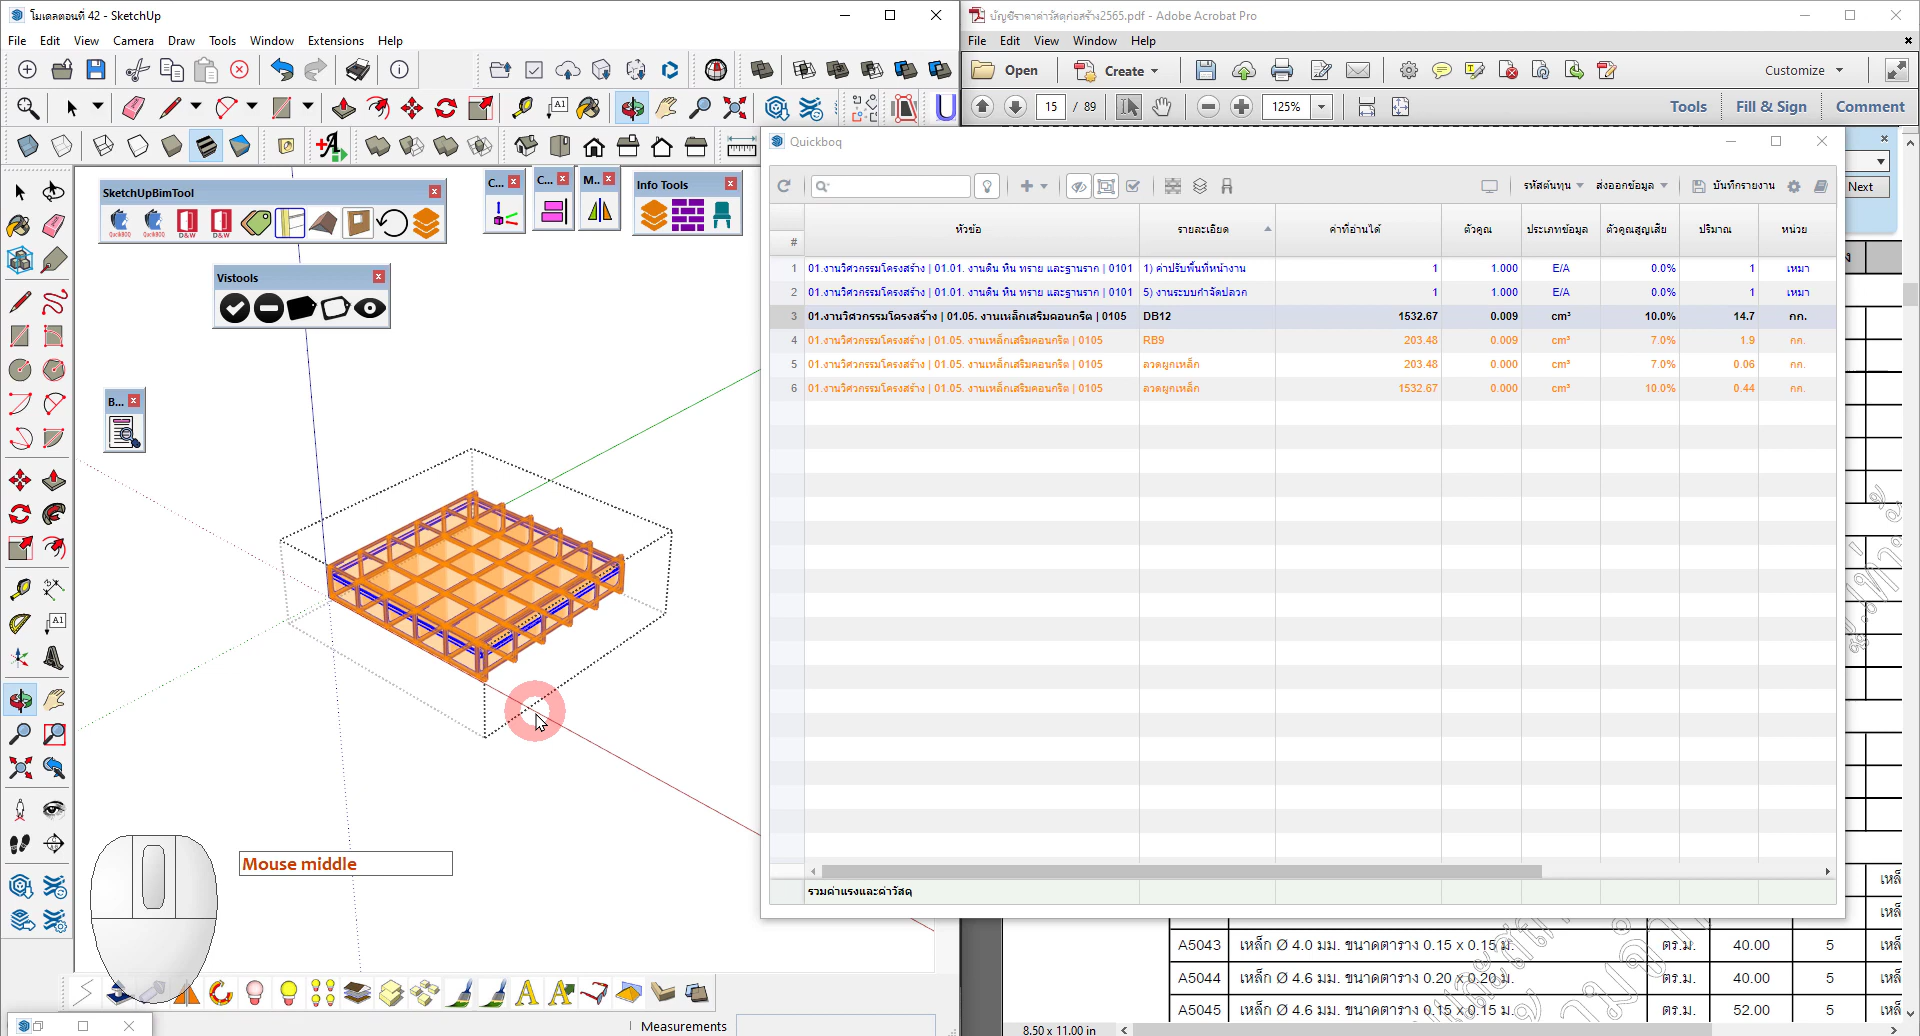 โมเดลตอนที่ 42 - SketchUp
File Edit View Camera Draw Tools Window Extensions Help
บัญชีราคาค่าวัสดุก่อสร้าง2565.pdf - Adobe Acrobat Pro
File Edit View Window Help
Open Create Customize
15 / 89 125% Tools Fill & Sign Comment
SketchUpBimTool
QuickBOQ QuickBOQ D&W D&W
C... C... M... Info Tools
Vistools
B...
Next
Quickboq
รหัสต้นทุน ส่งออกข้อมูล บันทึกรายงาน
# หัวข้อ รายละเอียด ค่าที่อ่านได้ ตัวคูณ ประเภทข้อมูล ตัวคูณสูญเสีย ปริมาณ หน่วย
1 01.งานวิศวกรรมโครงสร้าง | 01.01. งานดิน หิน ทราย และฐานราก | 0101 1) ค่าปรับพื้นที่หน้างาน 1 1.000 E/A 0.0% 1 เหมา
2 01.งานวิศวกรรมโครงสร้าง | 01.01. งานดิน หิน ทราย และฐานราก | 0101 5) งานระบบกำจัดปลวก 1 1.000 E/A 0.0% 1 เหมา
3 01.งานวิศวกรรมโครงสร้าง | 01.05. งานเหล็กเสริมคอนกรีต | 0105 DB12 1532.67 0.009 cm³ 10.0% 14.7 กก.
4 01.งานวิศวกรรมโครงสร้าง | 01.05. งานเหล็กเสริมคอนกรีต | 0105 RB9 203.48 0.009 cm³ 7.0% 1.9 กก.
5 01.งานวิศวกรรมโครงสร้าง | 01.05. งานเหล็กเสริมคอนกรีต | 0105 ลวดผูกเหล็ก 203.48 0.000 cm³ 7.0% 0.06 กก.
6 01.งานวิศวกรรมโครงสร้าง | 01.05. งานเหล็กเสริมคอนกรีต | 0105 ลวดผูกเหล็ก 1532.67 0.000 cm³ 10.0% 0.44 กก.
รวมค่าแรงและค่าวัสดุ
Mouse middle
A5043 เหล็ก Ø 4.0 มม. ขนาดตาราง 0.15 x 0.15 ม. ตร.ม. 40.00 5
A5044 เหล็ก Ø 4.6 มม. ขนาดตาราง 0.20 x 0.20 ม. ตร.ม. 40.00 5
A5045 เหล็ก Ø 4.6 มม. ขนาดตาราง 0.15 x 0.15 ม. ตร.ม. 52.00 5
Measurements
8.50 x 11.00 in